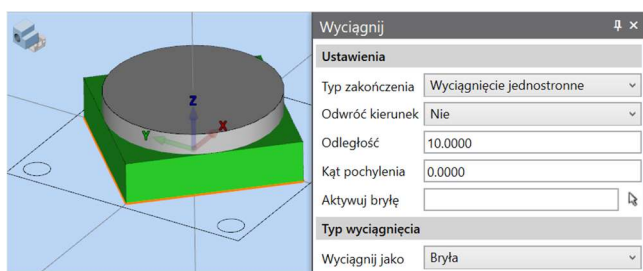 Wyciągnij
Ustawienia
Typ zakończenia Wyciągnięcie jednostronne
Odwróć kierunek Nie
Odległość 10.0000
Kąt pochylenia 0.0000
Aktywuj bryłę
Typ wyciągnięcia
Wyciągnij jako Bryła
Z
X
Y